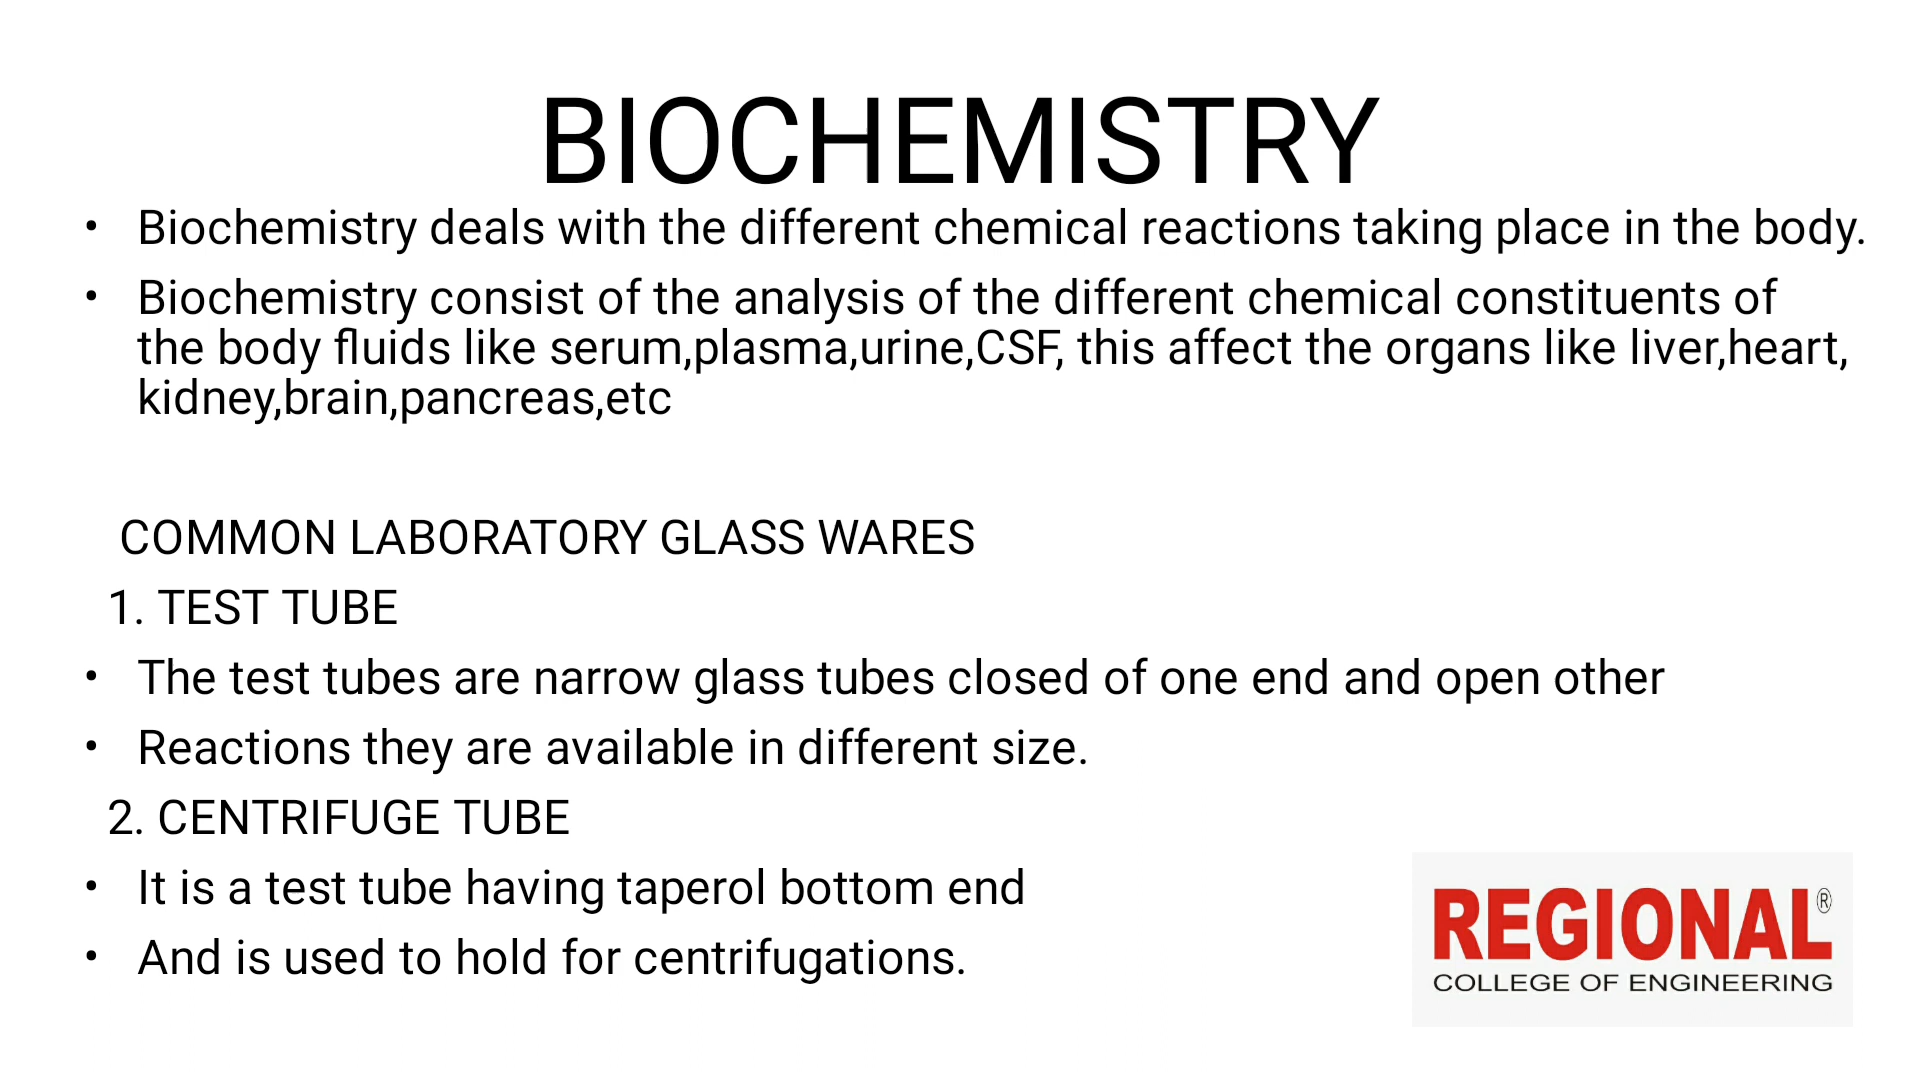 BIOCHEMISTRY
• Biochemistry deals with the different chemical reactions taking place in the body.
• Biochemistry consist of the analysis of the different chemical constituents of
the body fluids like serum,plasma,urine,CSF, this affect the organs like liver,heart,
kidney,brain,pancreas,etc
COMMON LABORATORY GLASS WARES
1. TEST TUBE
• The test tubes are narrow glass tubes closed of one end and open other
• Reactions they are available in different size.
2. CENTRIFUGE TUBE
• It is a test tube having taperol bottom end
• And is used to hold for centrifugations.
REGIONAL®
COLLEGE OF ENGINEERING